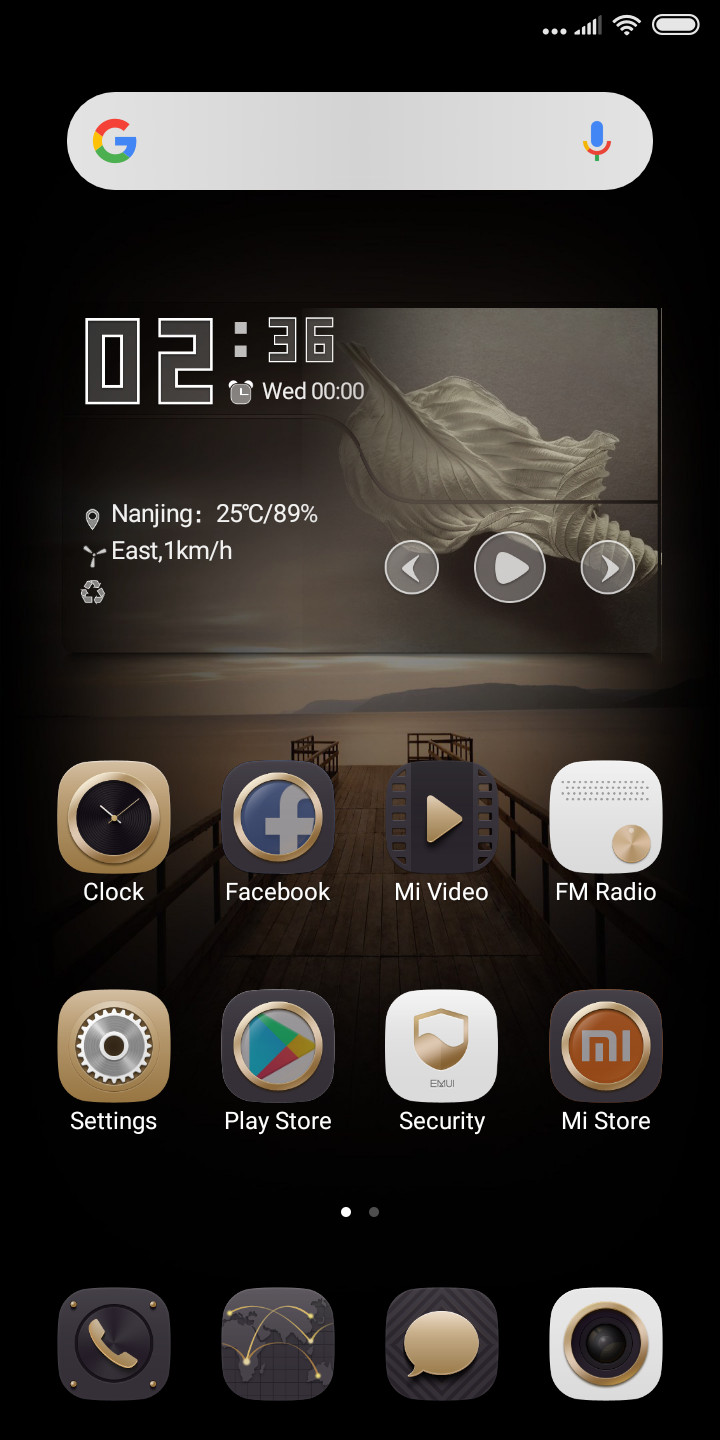 02:36
Wed 00:00
Nanjing：25℃/89%
East,1km/h
Clock Facebook Mi Video FM Radio
EMUI
Settings Play Store Security Mi Store